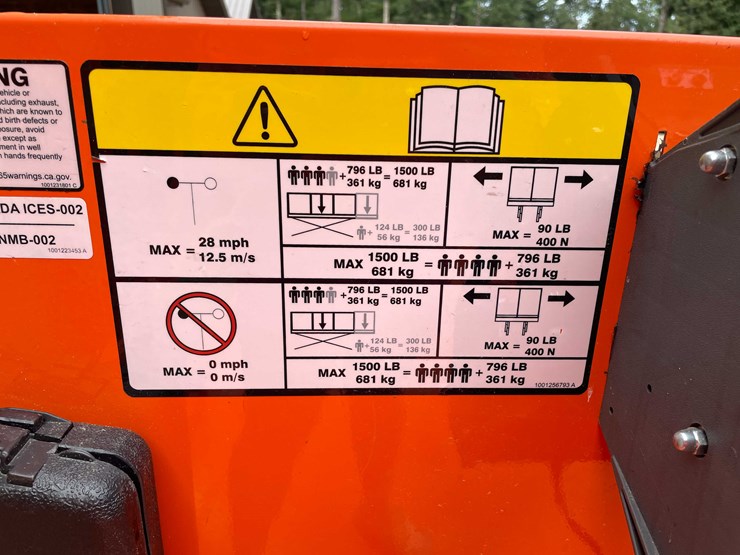 NG
ehicle or
cluding exhaust,
hich are known to
d birth defects or
osure, avoid
except as
ment in well
hands frequently
65warnings.ca.gov.
1001231801 C
DA ICES-002
NMB-002
1001223453 A
MAX = 28 mph
12.5 m/s
+ 796 LB = 1500 LB
361 kg 681 kg
+ 124 LB = 300 LB
56 kg 136 kg
MAX = 90 LB
400 N
MAX 1500 LB = + 796 LB
681 kg 361 kg
MAX = 0 mph
0 m/s
+ 796 LB = 1500 LB
361 kg 681 kg
+ 124 LB = 300 LB
56 kg 136 kg
MAX = 90 LB
400 N
MAX 1500 LB = + 796 LB
681 kg 361 kg
1001256793 A